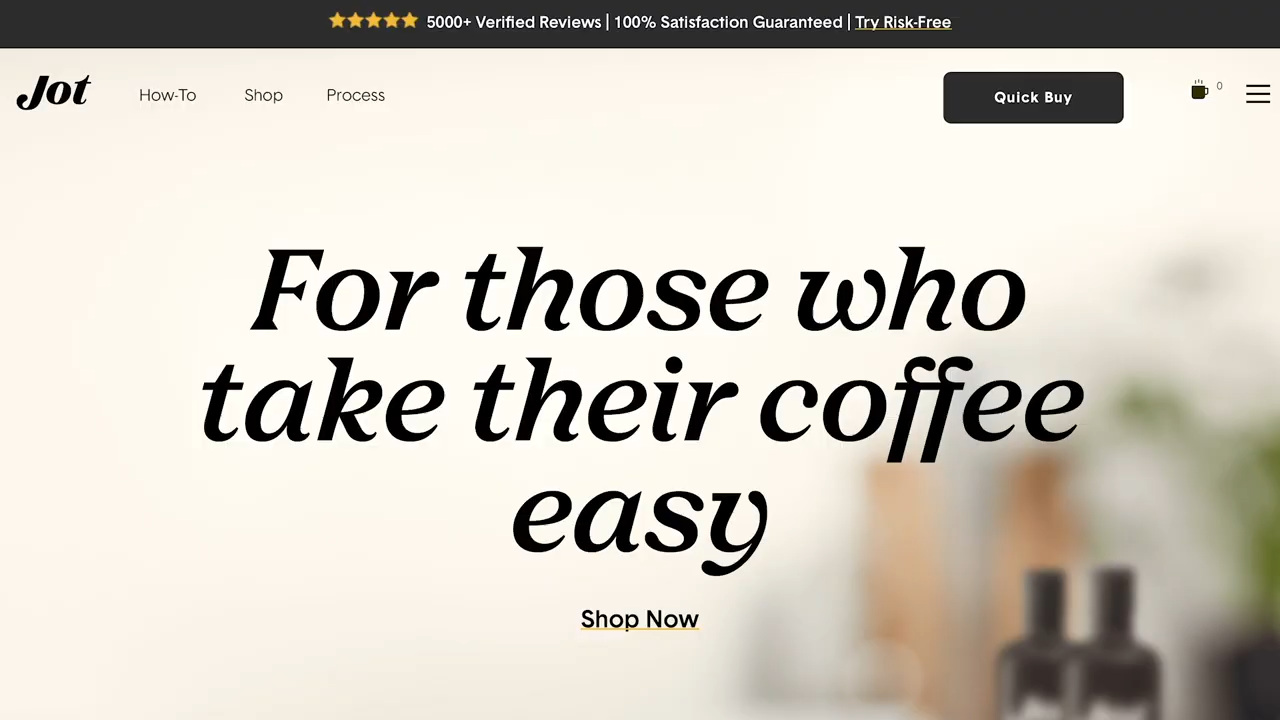 5000+ Verified Reviews | 100% Satisfaction Guaranteed | Try Risk-Free
Jot
How-To
Shop
Process
Quick Buy
0
For those who
take their coffee
easy
Shop Now